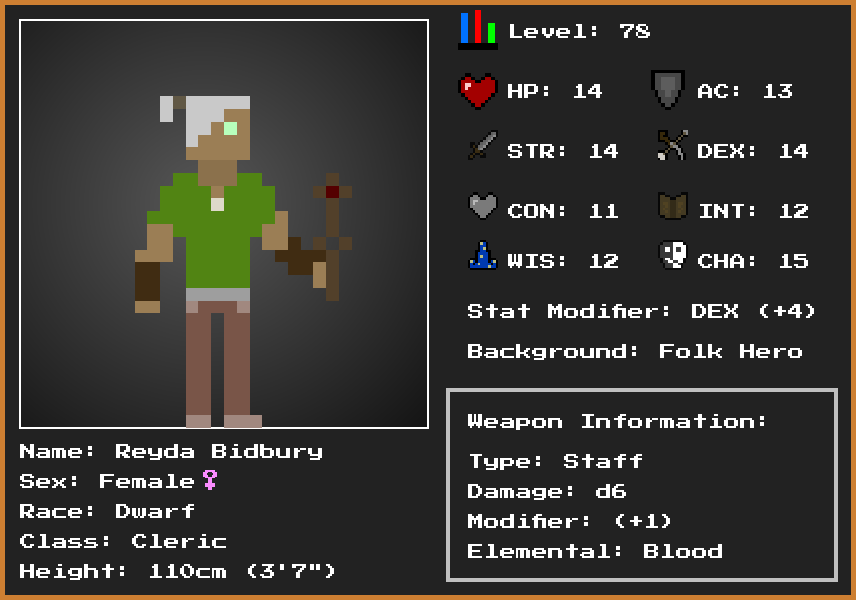 Level: 78
HP: 14
AC: 13
STR: 14
DEX: 14
CON: 11
INT: 12
WIS: 12
CHA: 15
Stat Modifier: DEX (+4)
Background: Folk Hero
Weapon Information:
Type: Staff
Damage: d6
Modifier: (+1)
Elemental: Blood
Name: Reyda Bidbury
Sex: Female♀
Race: Dwarf
Class: Cleric
Height: 110cm (3'7")